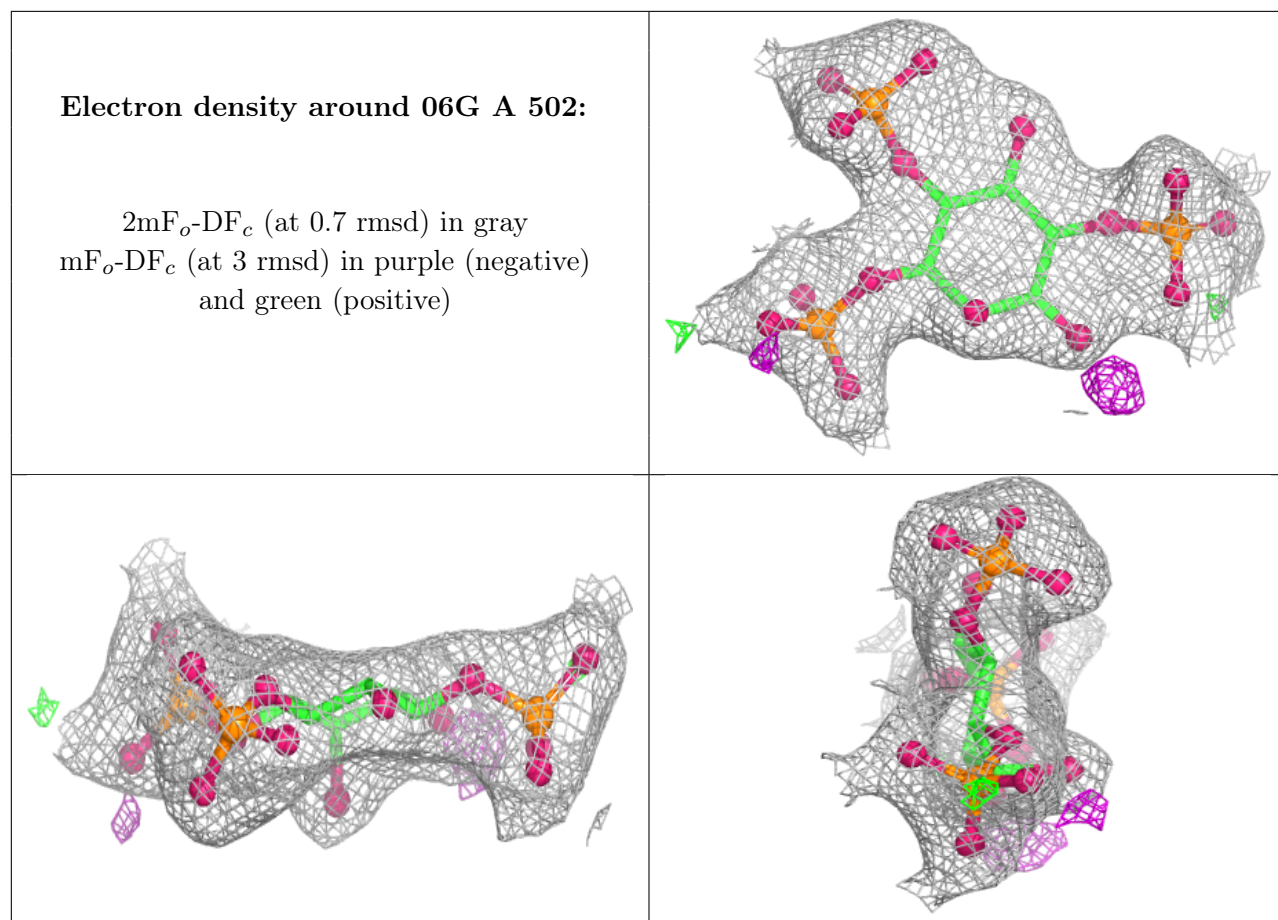 Electron density around 06G A 502:
2mFo-DFc (at 0.7 rmsd) in gray
mFo-DFc (at 3 rmsd) in purple (negative)
and green (positive)